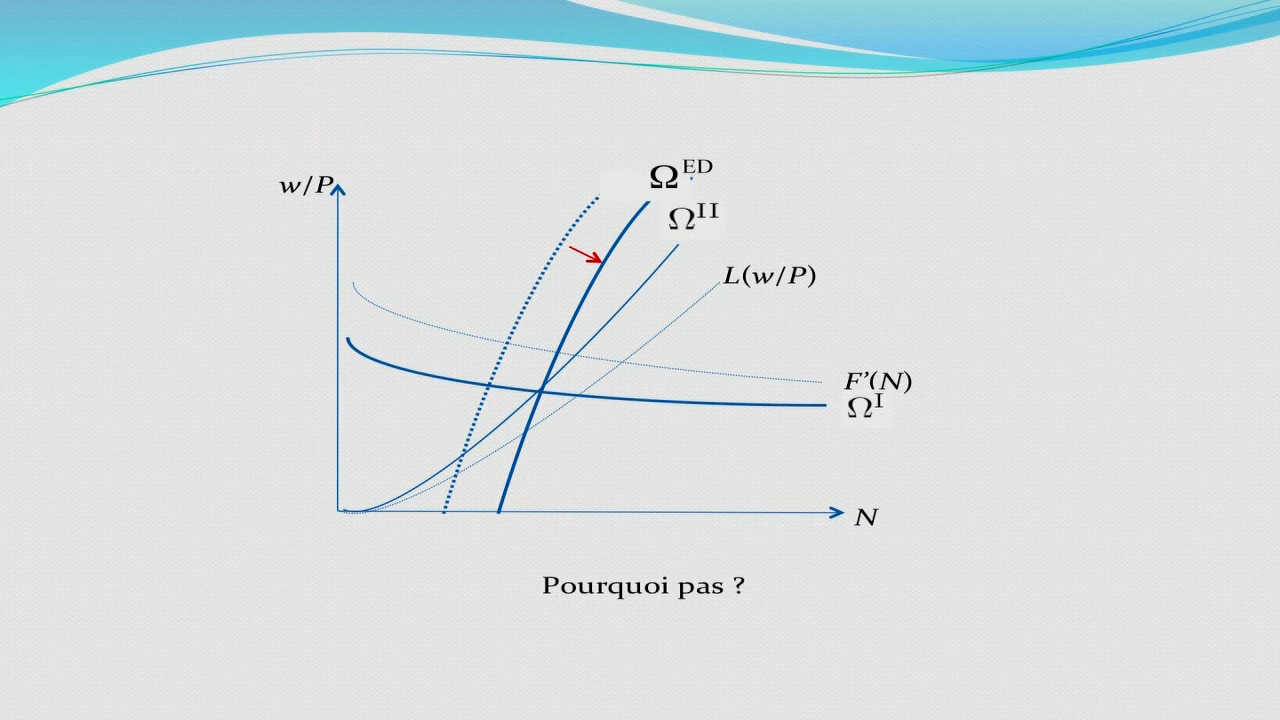 Ω^ED
w/P
Ω^II
L(w/P)
F’(N)
Ω^I
N
Pourquoi pas ?